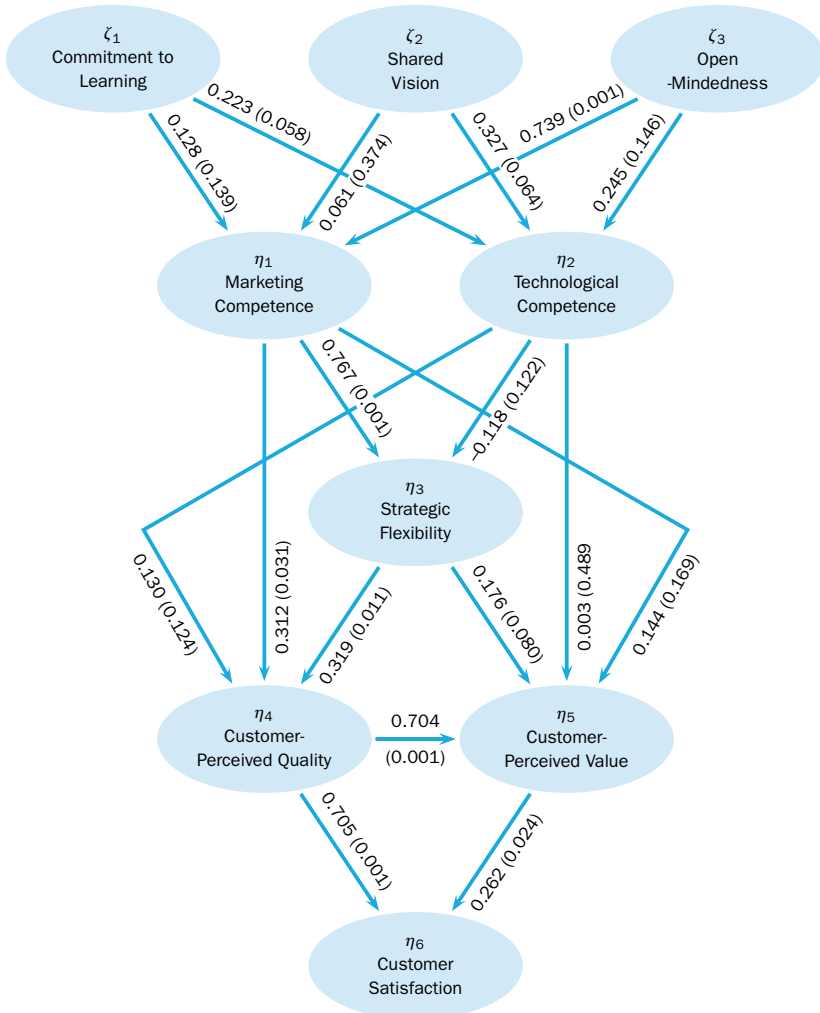 ζ1
Commitment to
Learning
ζ2
Shared
Vision
ζ3
Open
-Mindedness
0.223 (0.058)
0.128 (0.139)
0.061 (0.374)
0.327 (0.064)
0.739 (0.001)
0.245 (0.146)
η1
Marketing
Competence
η2
Technological
Competence
0.767 (0.001)
–0.118 (0.122)
η3
Strategic
Flexibility
0.130 (0.124)
0.312 (0.031)
0.319 (0.011)
0.176 (0.080)
0.003 (0.489
0.144 (0.169)
η4
Customer-
Perceived Quality
0.704
(0.001)
η5
Customer-
Perceived Value
0.705 (0.001)
0.262 (0.024)
η6
Customer
Satisfaction